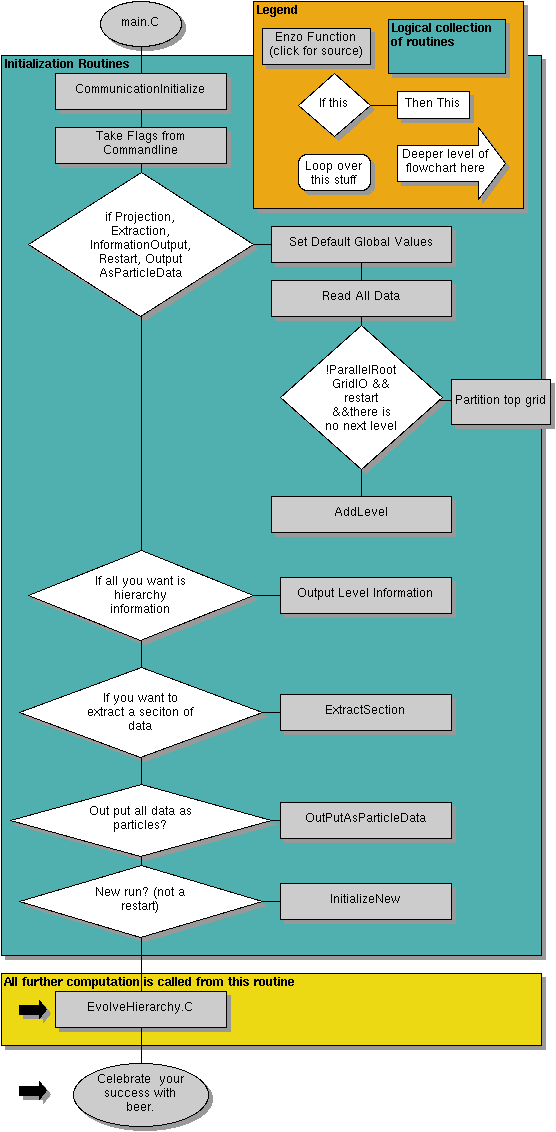 main.C
Legend
Enzo Function
(click for source)
Logical collection
of routines
If this
Then This
Loop over
this stuff
Deeper level of
flowchart here
Initialization Routines
CommunicationInitialize
Take Flags from
Commandline
if Projection,
Extraction,
InformationOutput,
Restart, Output
AsParticleData
Set Default Global Values
Read All Data
!ParallelRoot
GridIO &&
restart
&&there is
no next level
Partition top grid
AddLevel
If all you want is
hierarchy
information
Output Level Information
If you want to
extract a seciton of
data
ExtractSection
Out put all data as
particles?
OutPutAsParticleData
New run? (not a
restart)
InitializeNew
All further computation is called from this routine
EvolveHierarchy.C
Celebrate your
success with
beer.